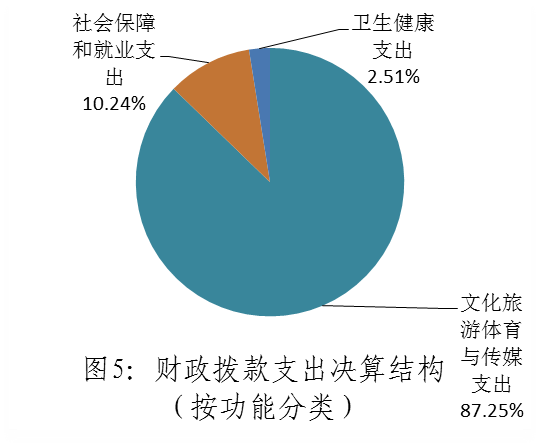 社会保障
和就业支
出
10.24%
卫生健康
支出
2.51%
文化旅
游体育
与传媒
支出
87.25%
图5：财政拨款支出决算结构
（按功能分类）